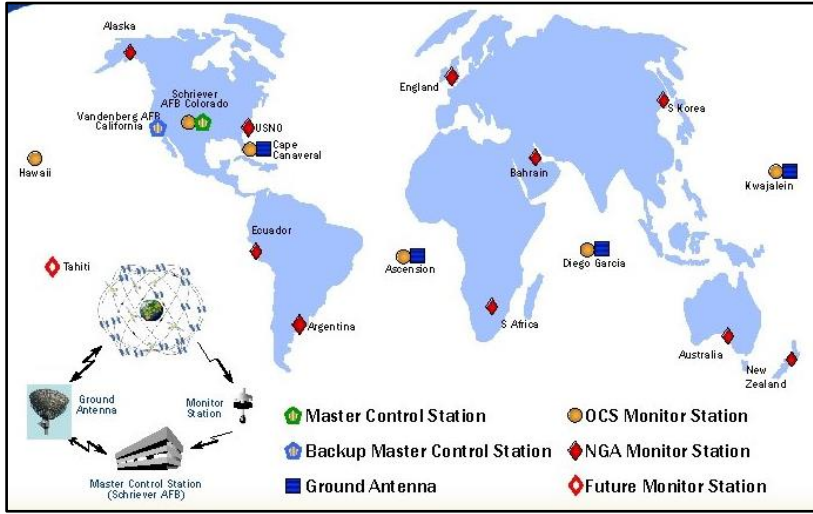 Alaska
Schriever
AFB Colorado
Vandenberg AFB
California
USNO
Cape
Canaveral
England
S Korea
Hawaii
Bahrain
Kwajalein
Ecuador
Tahiti
Ascension
Diego Garcia
Argentina
S Africa
Australia
New
Zealand
Ground
Antenna
Monitor
Station
Master Control Station
(Schriever AFB)
Master Control Station
OCS Monitor Station
Backup Master Control Station
NGA Monitor Station
Ground Antenna
Future Monitor Station